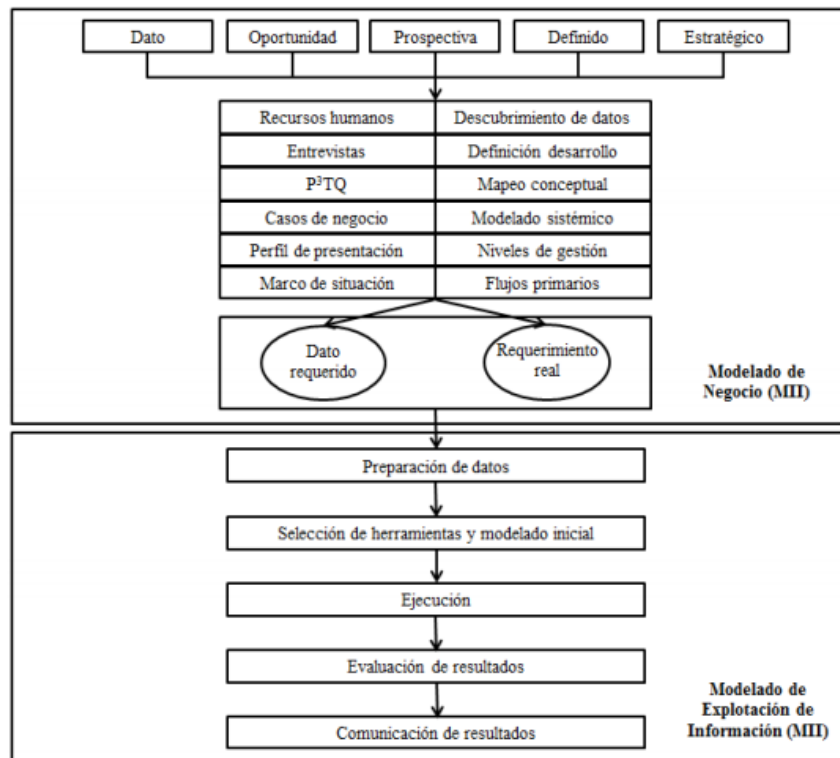 Dato
Oportunidad
Prospectiva
Definido
Estratégico
Recursos humanos
Descubrimiento de datos
Entrevistas
Definición desarrollo
P³TQ
Mapeo conceptual
Casos de negocio
Modelado sistémico
Perfil de presentación
Niveles de gestión
Marco de situación
Flujos primarios
Dato
requerido
Requerimiento
real
Modelado de
Negocio (MII)
Preparación de datos
Selección de herramientas y modelado inicial
Ejecución
Evaluación de resultados
Comunicación de resultados
Modelado de
Explotación de
Información (MII)